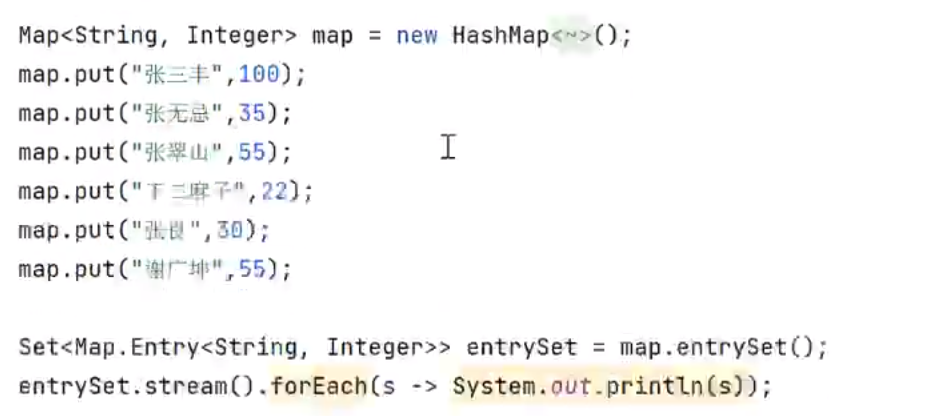 Map<String, Integer> map = new HashMap<~>();
map.put("张三丰",100);
map.put("张无忌",35);
map.put("张翠山",55);
map.put("王二麻子",22);
map.put("张良",30);
map.put("谢广坤",55);
Set<Map.Entry<String, Integer>> entrySet = map.entrySet();
entrySet.stream().forEach(s -> System.out.println(s));